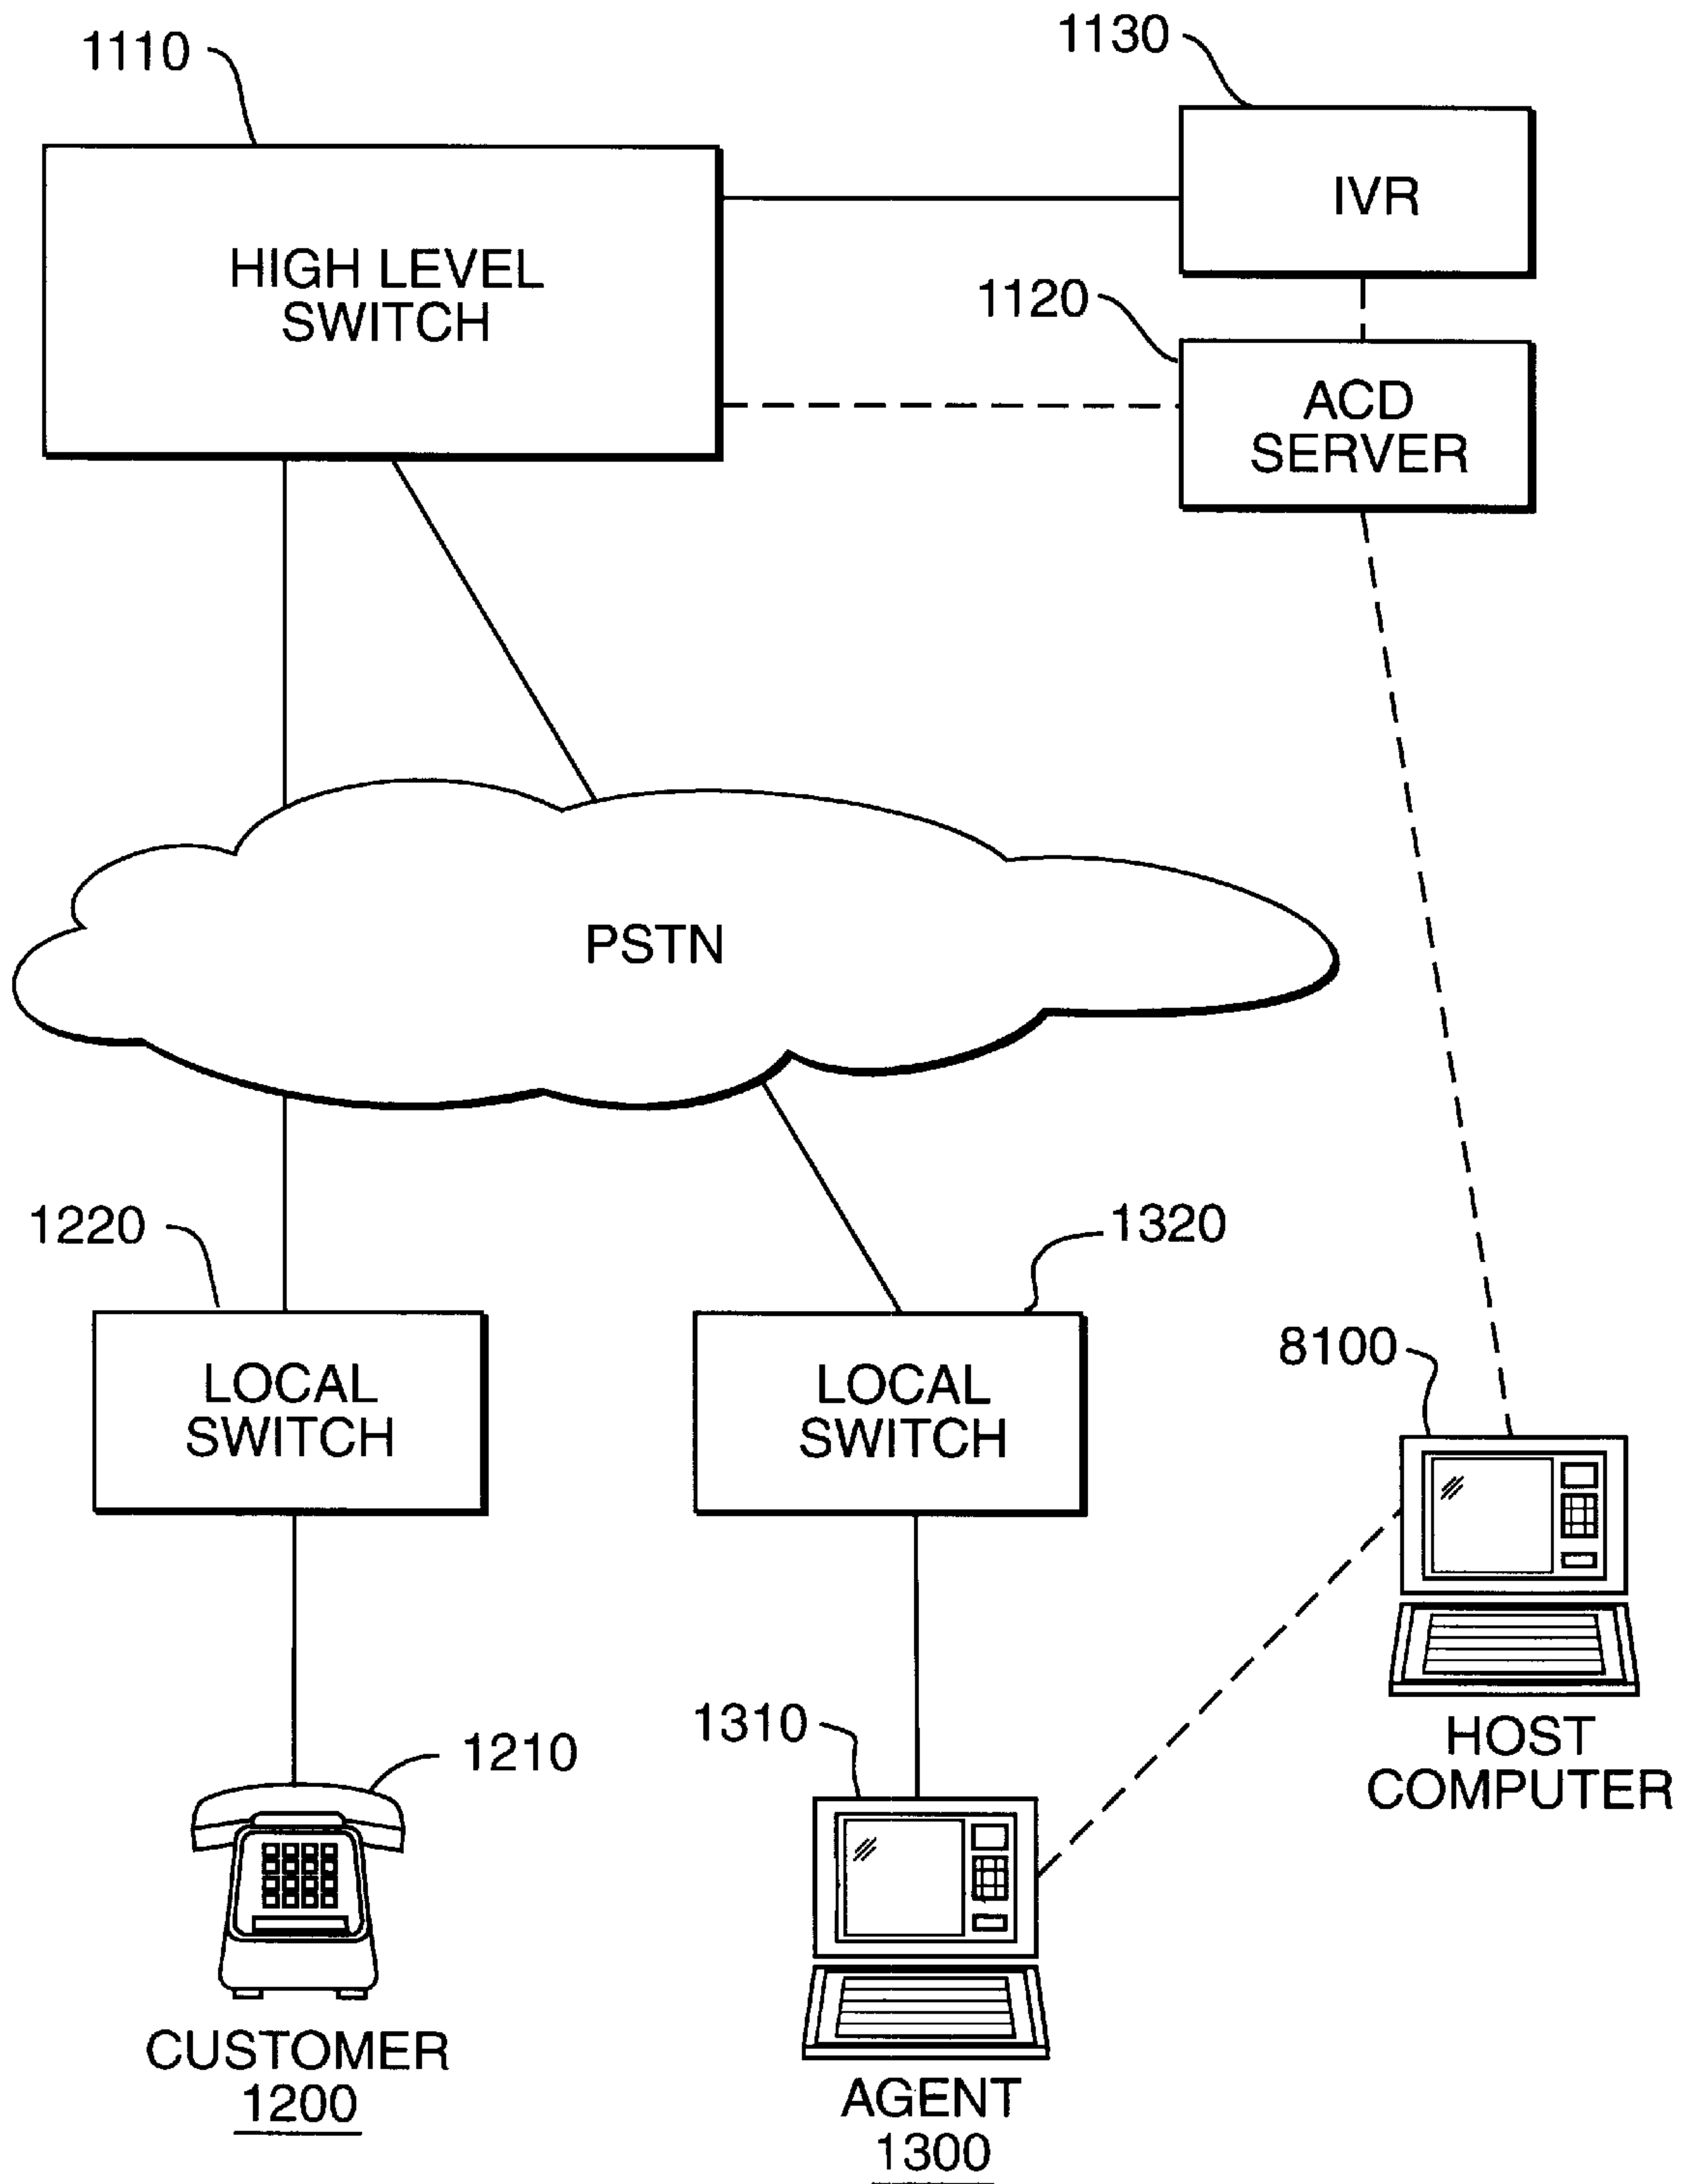 1110
1130
IVR
HIGH LEVEL
SWITCH
1120
ACD
SERVER
PSTN
1220
1320
LOCAL
SWITCH
LOCAL
SWITCH
8100
HOST
COMPUTER
1210
1310
CUSTOMER
1200
AGENT
1300